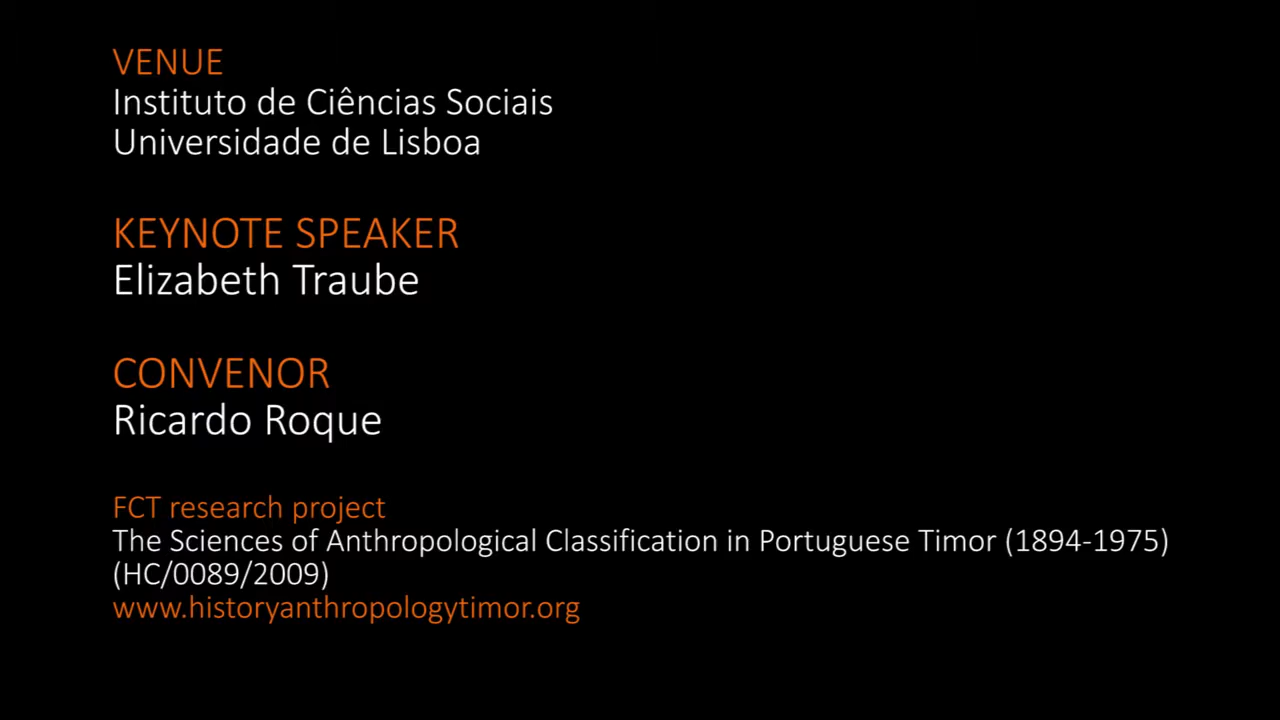 VENUE
Instituto de Ciências Sociais
Universidade de Lisboa
KEYNOTE SPEAKER
Elizabeth Traube
CONVENOR
Ricardo Roque
FCT research project
The Sciences of Anthropological Classification in Portuguese Timor (1894-1975)
(HC/0089/2009)
www.historyanthropologytimor.org